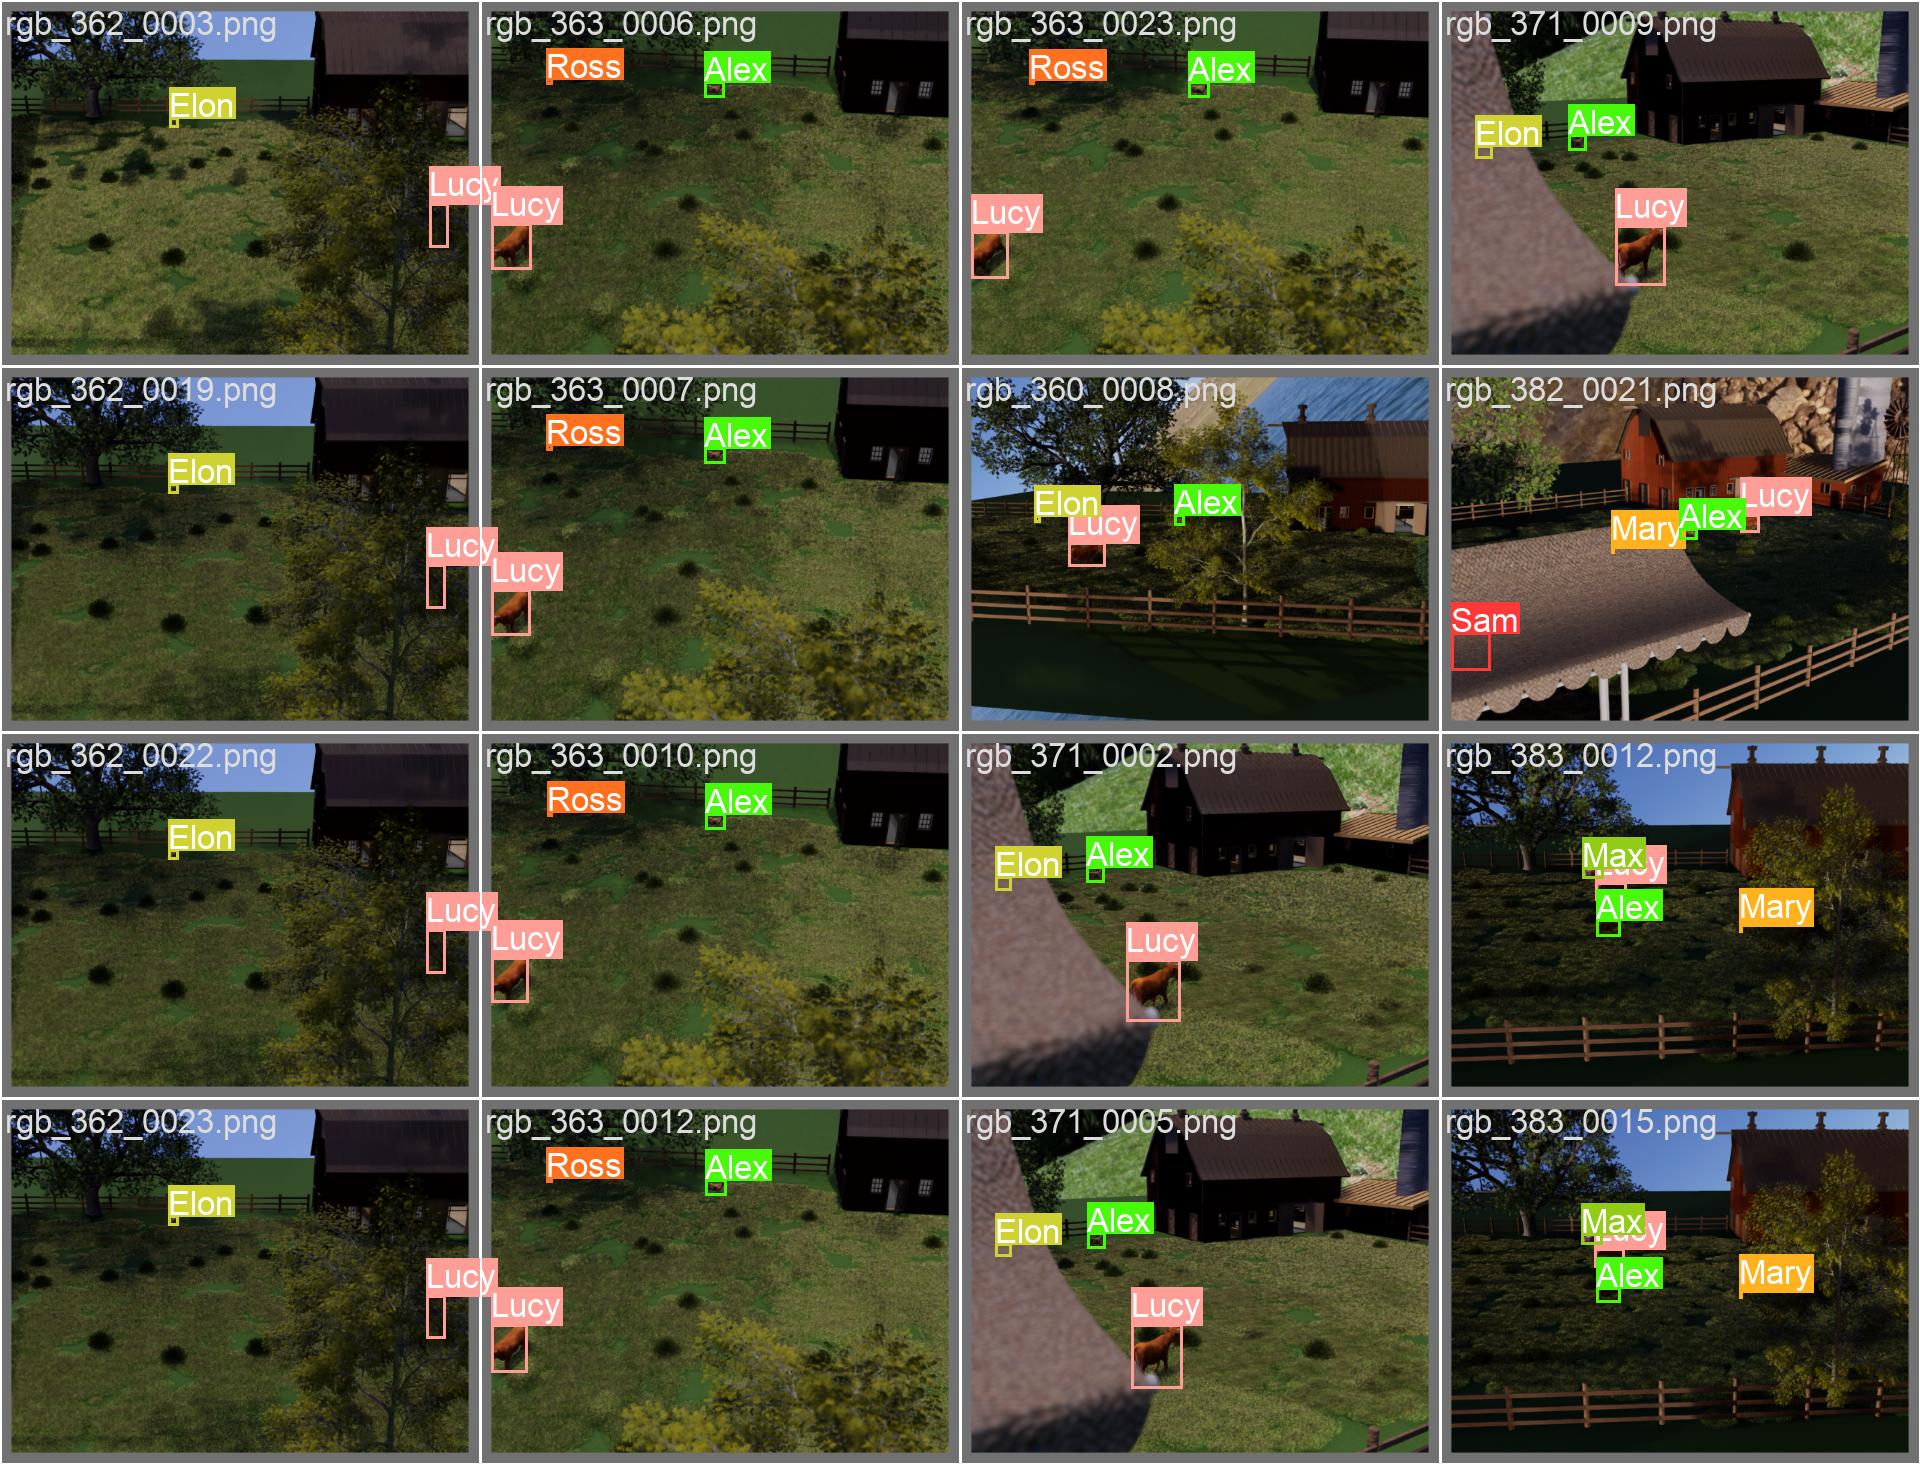 rgb_362_0003.png
Elon
Lucy
rgb_363_0006.png
Ross
Alex
Lucy
rgb_363_0023.png
Ross
Alex
Lucy
rgb_371_0009.png
Elon
Alex
Lucy
rgb_362_0019.png
Elon
Lucy
rgb_363_0007.png
Ross
Alex
Lucy
rgb_360_0008.png
Elon
Alex
Lucy
rgb_382_0021.png
Lucy
Mary
Alex
Sam
rgb_362_0022.png
Elon
Lucy
rgb_363_0010.png
Ross
Alex
Lucy
rgb_371_0002.png
Elon
Alex
Lucy
rgb_383_0012.png
Max
Lucy
Alex
Mary
rgb_362_0023.png
Elon
Lucy
rgb_363_0012.png
Ross
Alex
Lucy
rgb_371_0005.png
Elon
Alex
Lucy
rgb_383_0015.png
Max
Lucy
Alex
Mary